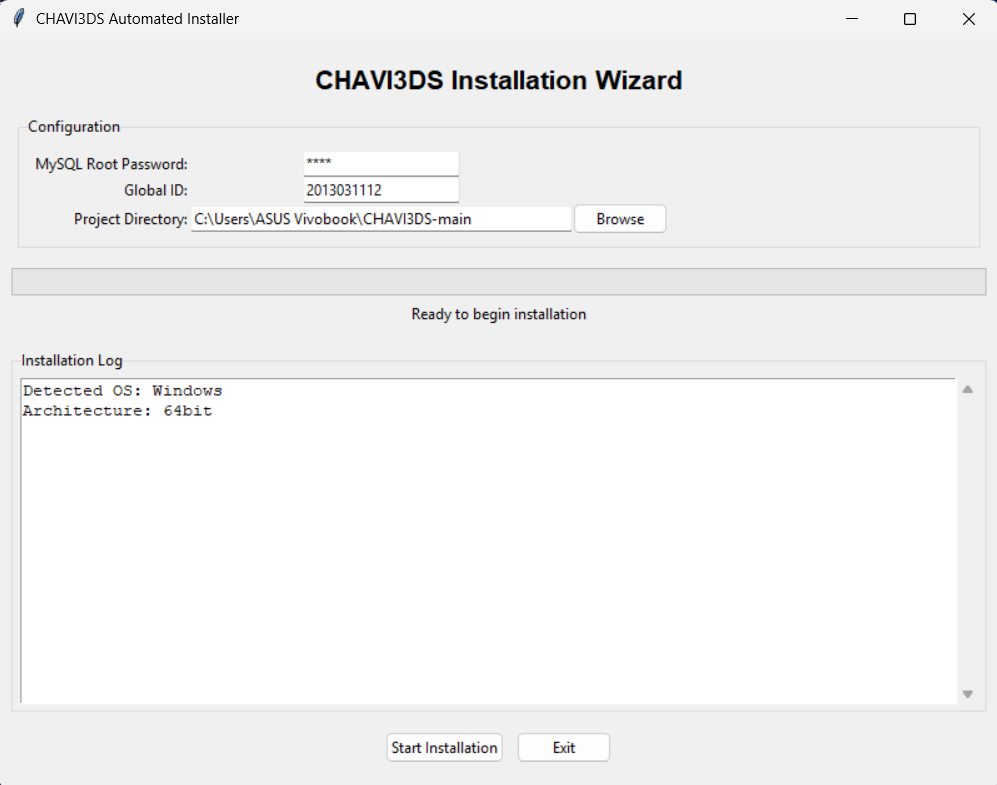 CHAVI3DS Automated Installer
CHAVI3DS Installation Wizard
Configuration
MySQL Root Password: ****
Global ID: 2013031112
Project Directory: C:\Users\ASUS Vivobook\CHAVI3DS-main Browse
Ready to begin installation
Installation Log
Detected OS: Windows
Architecture: 64bit
Start Installation Exit